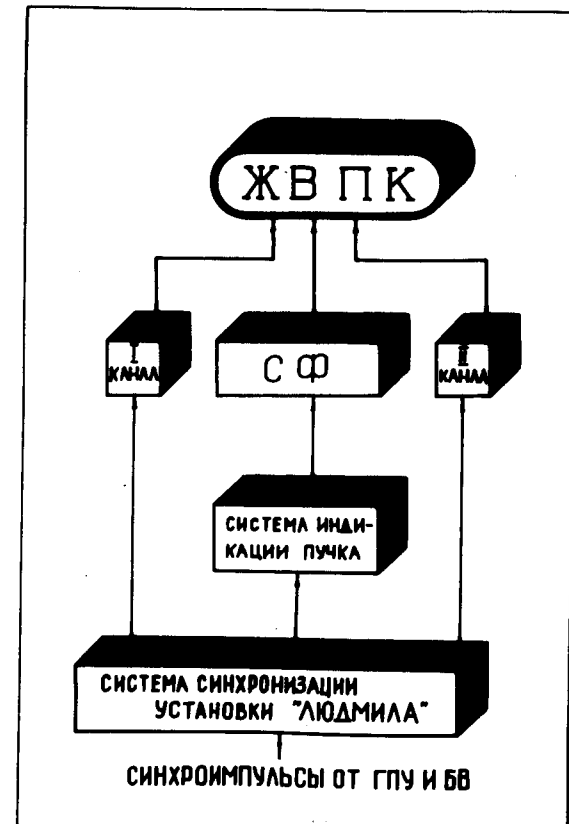 ЖВПК
I
КАНАЛ
СФ
II
КАНАЛ
СИСТЕМА ИНДИ-
КАЦИИ ПУЧКА
СИСТЕМА СИНХРОНИЗАЦИИ
УСТАНОВКИ "ЛЮДМИЛА"
СИНХРОИМПУЛЬСЫ ОТ ГПУ И БВ